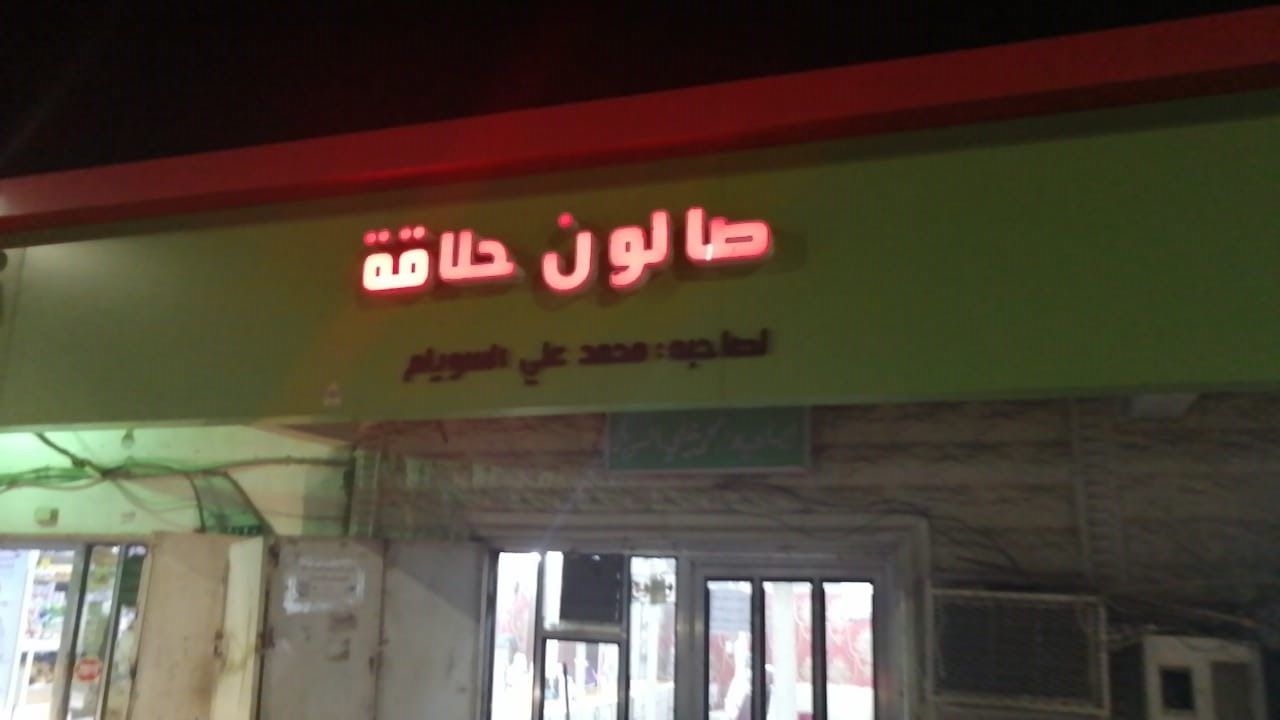 صالون حلاقة
لصاحبه: محمد علي السويلم